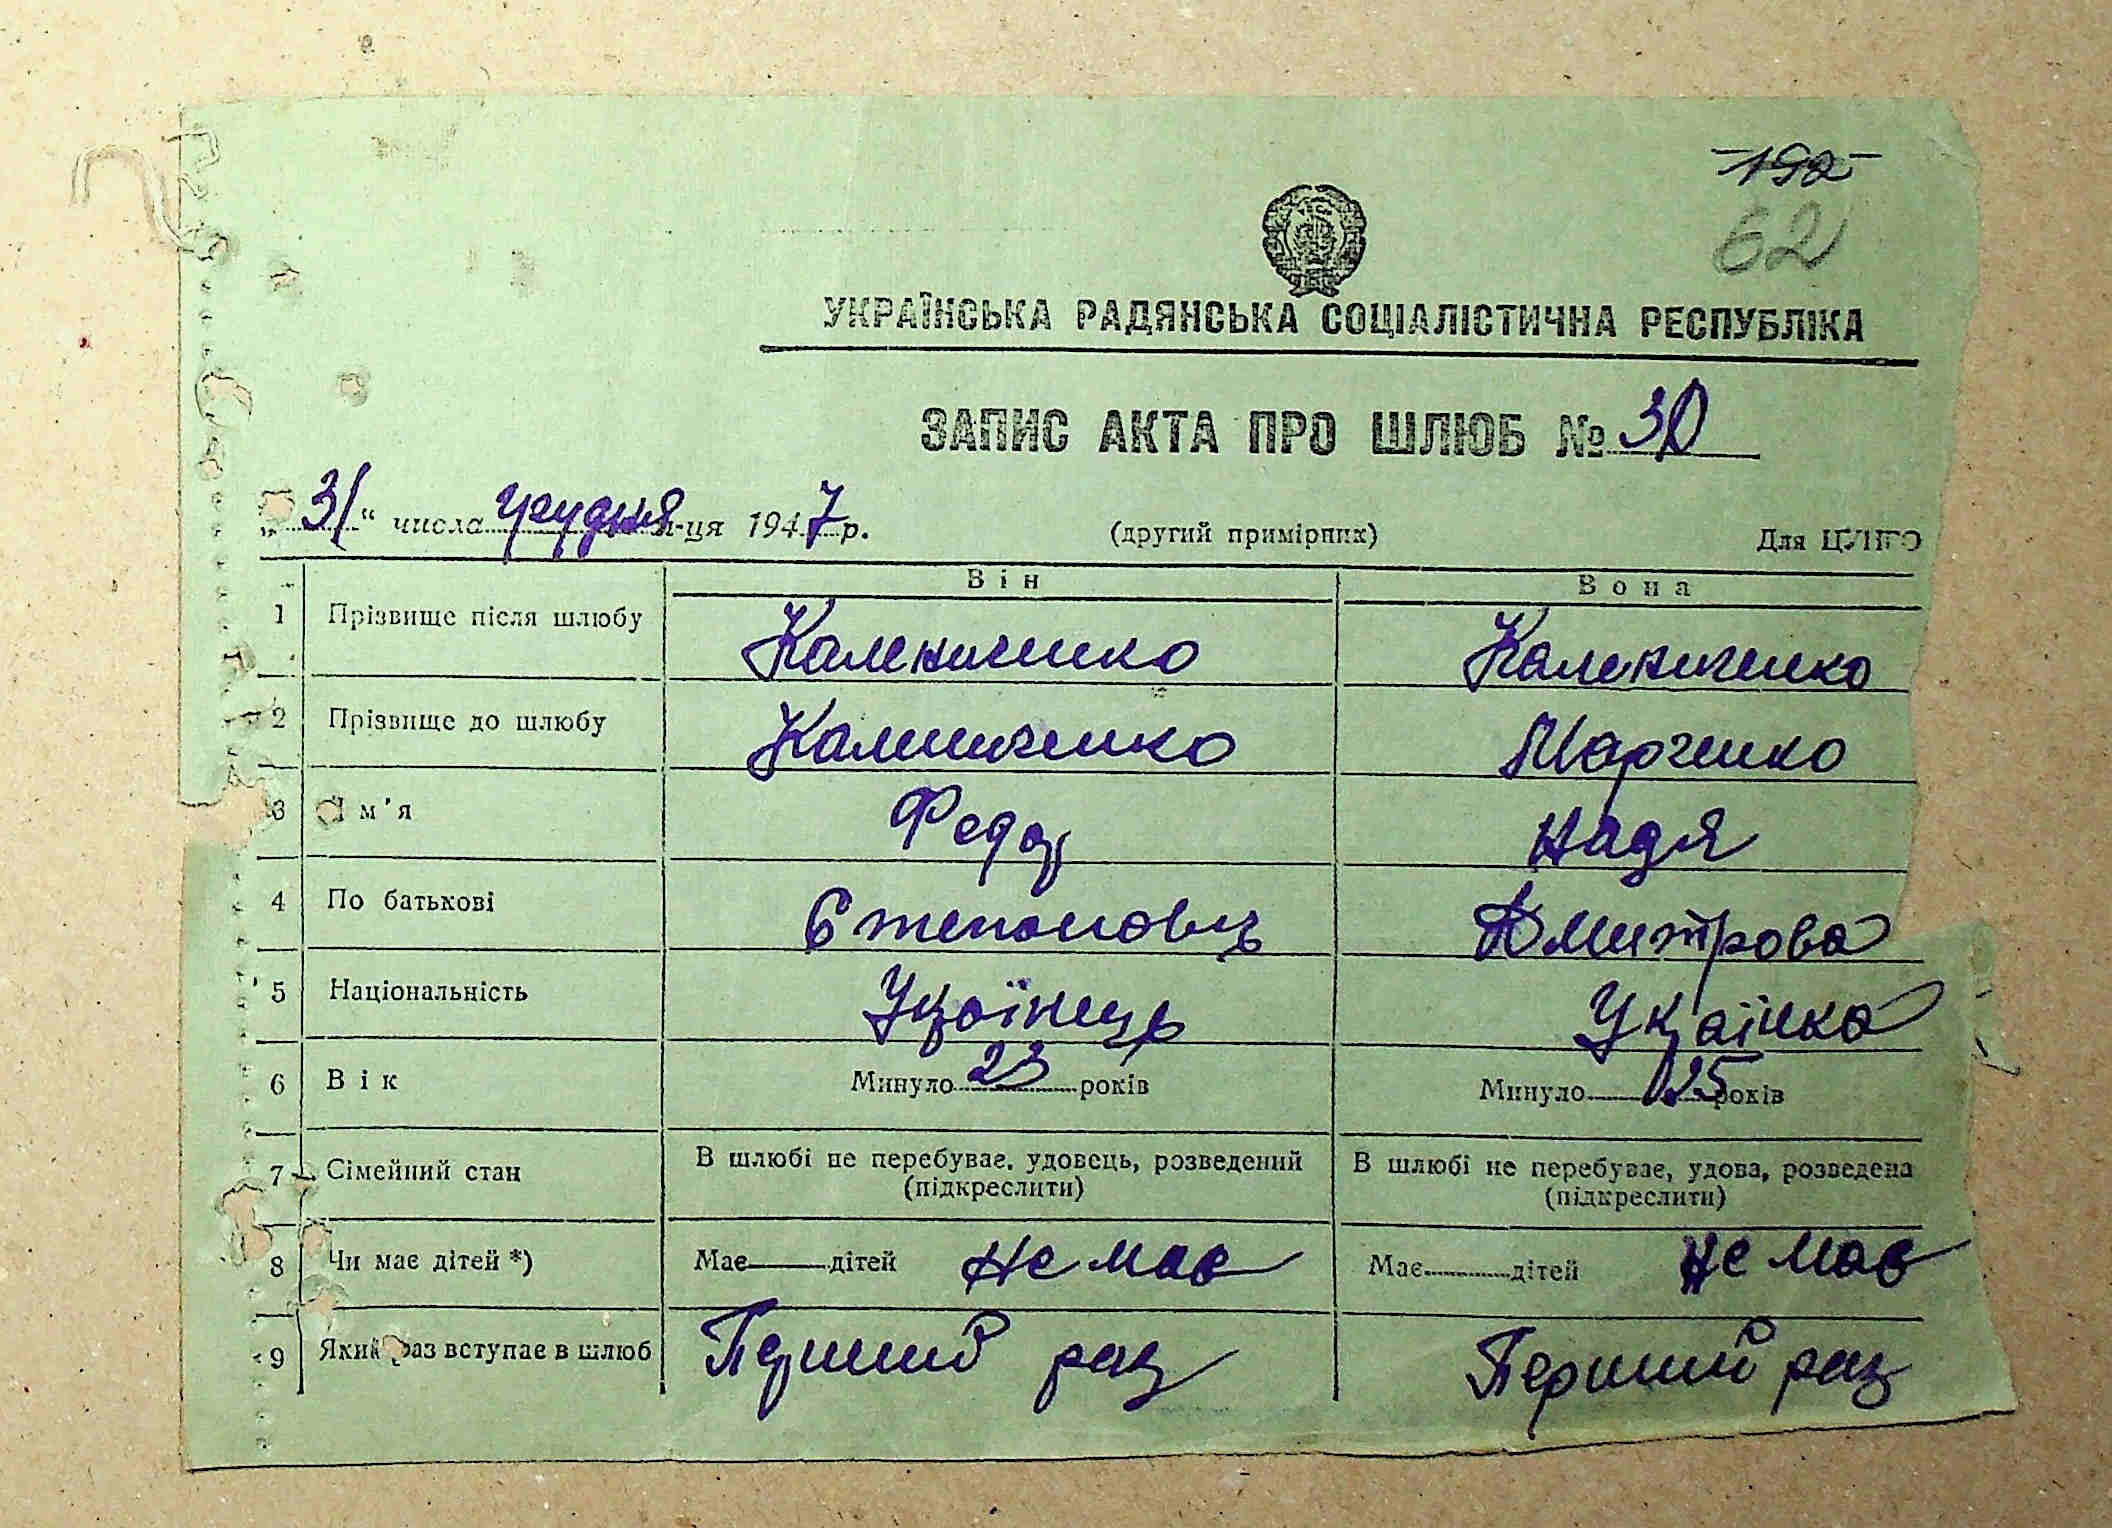 192
62
УКРАЇНСЬКА РАДЯНСЬКА СОЦІАЛІСТИЧНА РЕСПУБЛІКА
ЗАПИС АКТА ПРО ШЛЮБ № 30
„31“ числа грудня м-ця 1947 р. (другий примірник) Для ЦУНГО
Він Вона
1 Прізвище після шлюбу Калениченко Калениченко
2 Прізвище до шлюбу Калениченко Марченко
3 Ім'я Федор Надя
4 По батькові Степановч Дмитрова
5 Національність Українець Українка
6 Вік Минуло 23 років Минуло 25 років
7 Сімейний стан В шлюбі не перебуває, удовець, розведений (підкреслити) В шлюбі не перебуває, удова, розведена (підкреслити)
8 Чи має дітей *) Має дітей не має Має дітей не має
9 Який раз вступає в шлюб Перший раз Перший раз